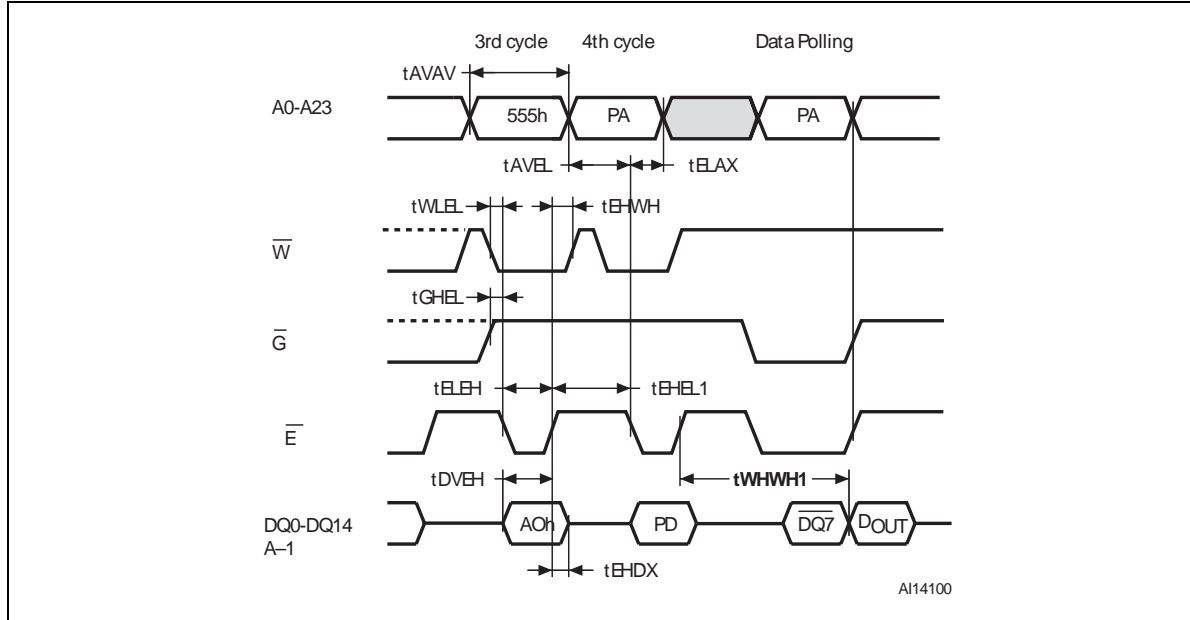 3rd cycle 4th cycle Data Polling
tAVAV
A0-A23 555h PA PA
tAVEL tELAX
tWLEL tEHWH
W̅
tGHEL
G̅
tELEH tEHEL1
E̅
tDVEH tWHWH1
DQ0-DQ14 AOh PD D̅Q̅7̅ DOUT
A–1
tEHDX
AI14100